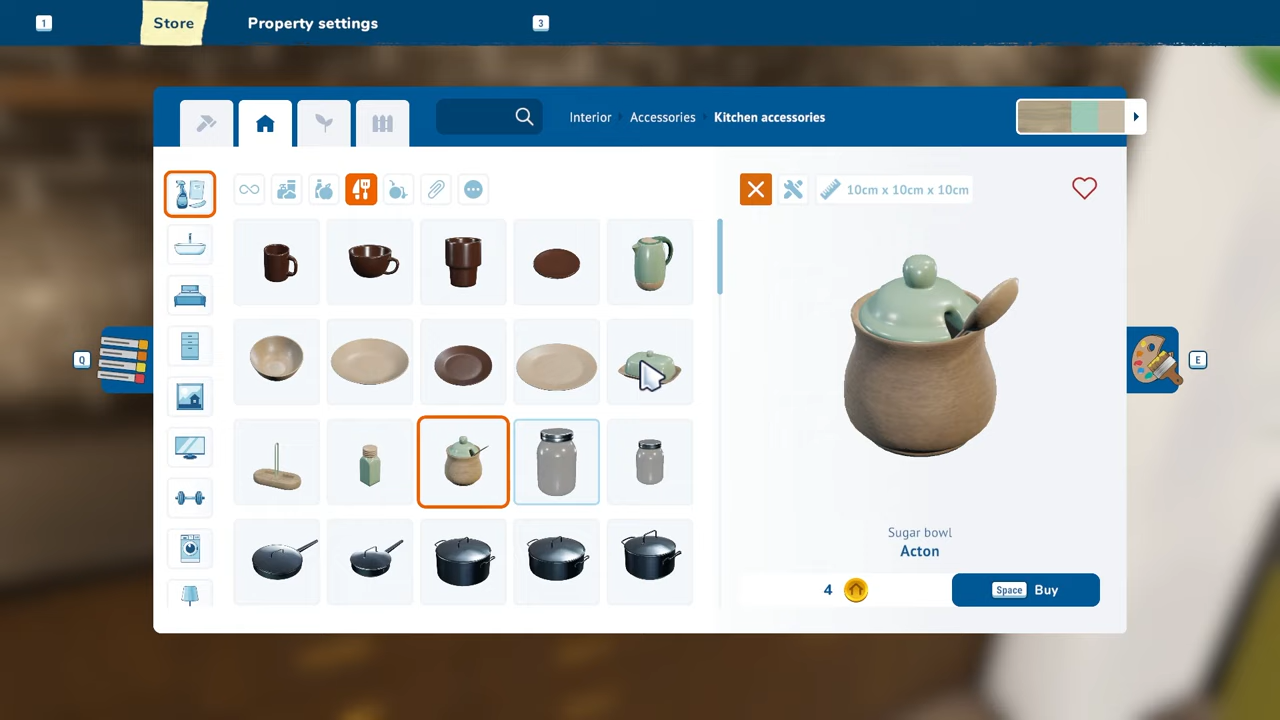 1
Store
Property settings
3
Interior
Accessories
Kitchen accessories
10cm x 10cm x 10cm
Q
E
Sugar bowl
Acton
4
Space
Buy